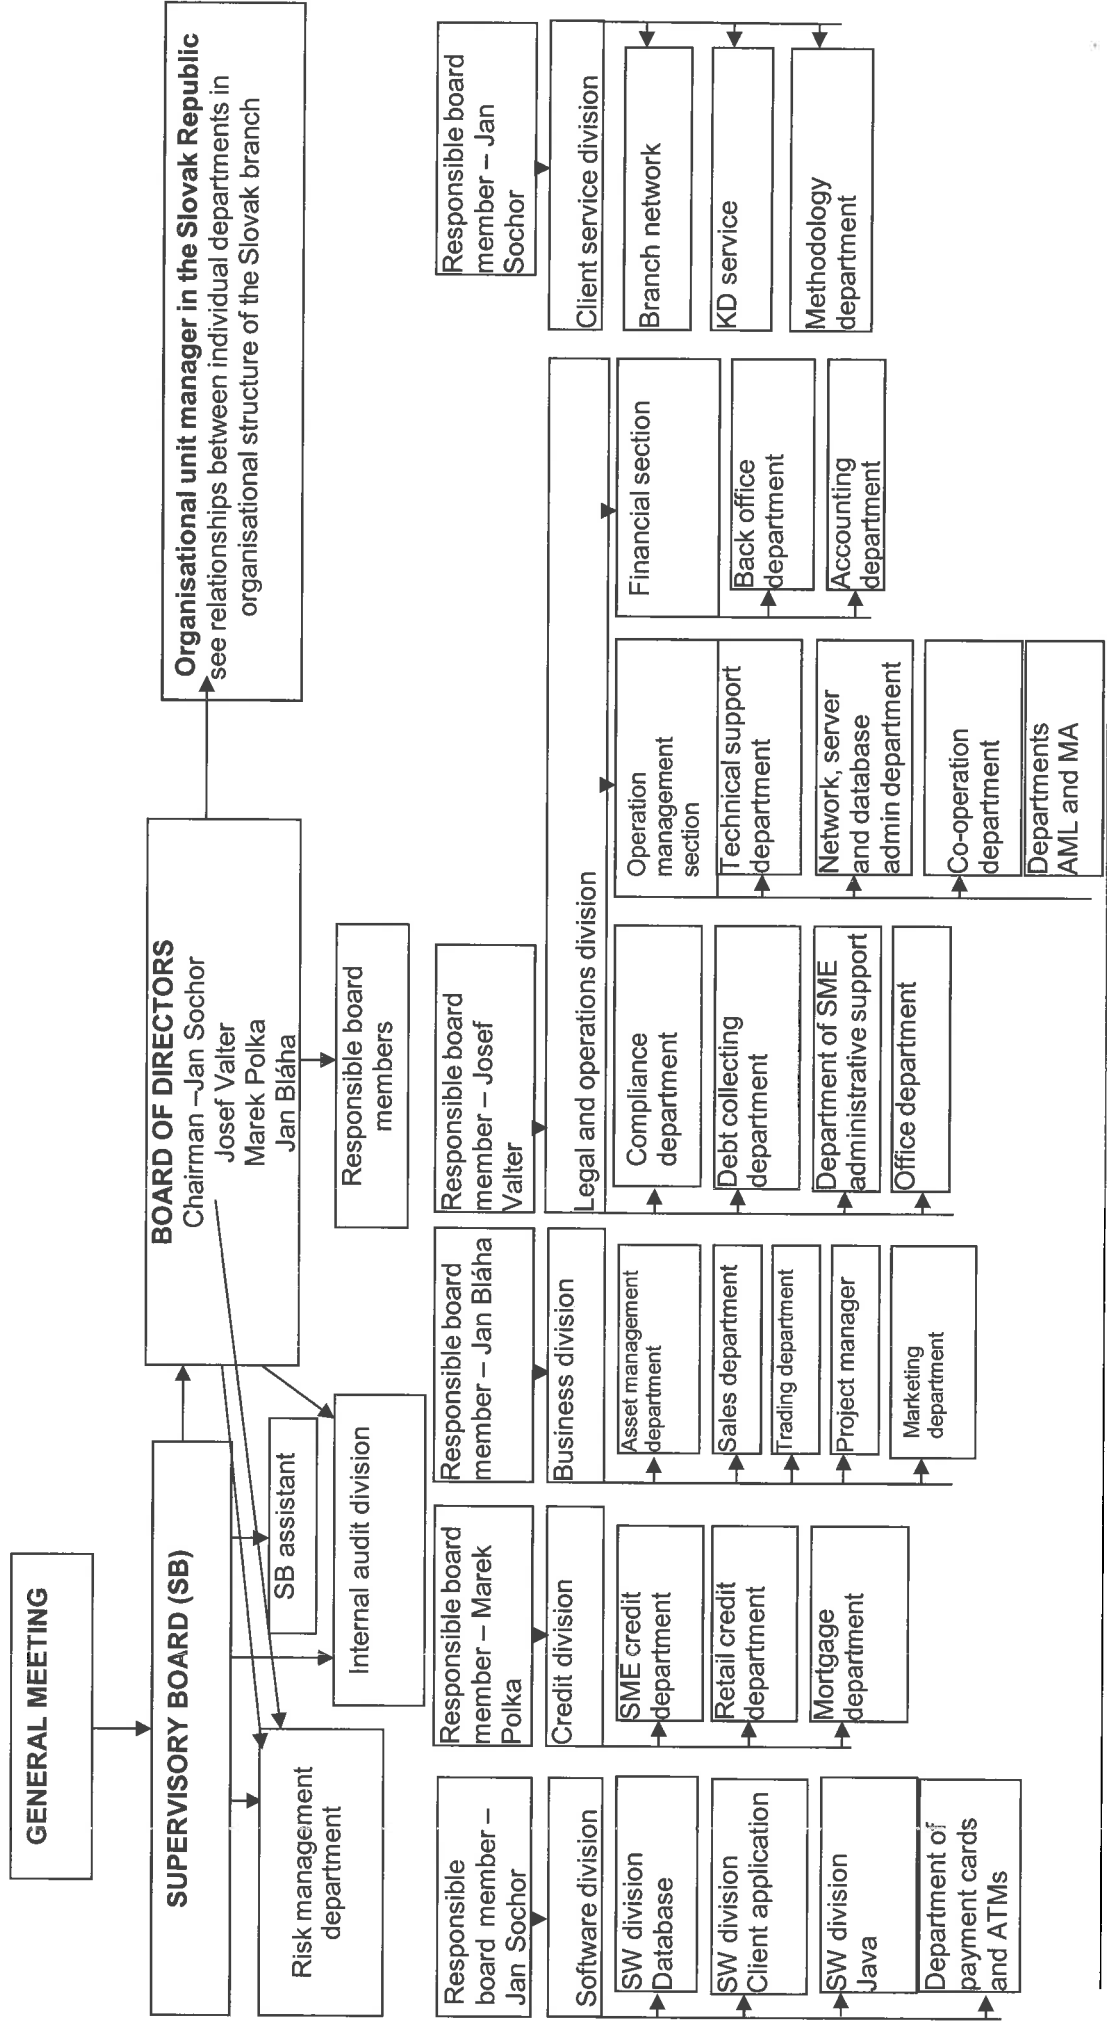 GENERAL MEETING
SUPERVISORY BOARD (SB)
BOARD OF DIRECTORS
Chairman –Jan Sochor
Josef Valter
Marek Polka
Jan Bláha
Organisational unit manager in the Slovak Republic
see relationships between individual departments in
organisational structure of the Slovak branch
Risk management
department
SB assistant
Internal audit division
Responsible board
members
Responsible
board member –
Jan Sochor
Software division
SW division
Database
SW division
Client application
SW division
Java
Department of
payment cards
and ATMs
Responsible board
member – Marek
Polka
Credit division
SME credit
department
Retail credit
department
Mortgage
department
Responsible board
member – Jan Bláha
Business division
Asset management
department
Sales department
Trading department
Project manager
Marketing
department
Responsible board
member – Josef
Valter
Legal and operations division
Compliance
department
Debt collecting
department
Department of SME
administrative support
Office department
Operation
management
section
Technical support
department
Network, server
and database
admin department
Co-operation
department
Departments
AML and MA
Financial section
Back office
department
Accounting
department
Responsible board
member – Jan
Sochor
Client service division
Branch network
KD service
Methodology
department